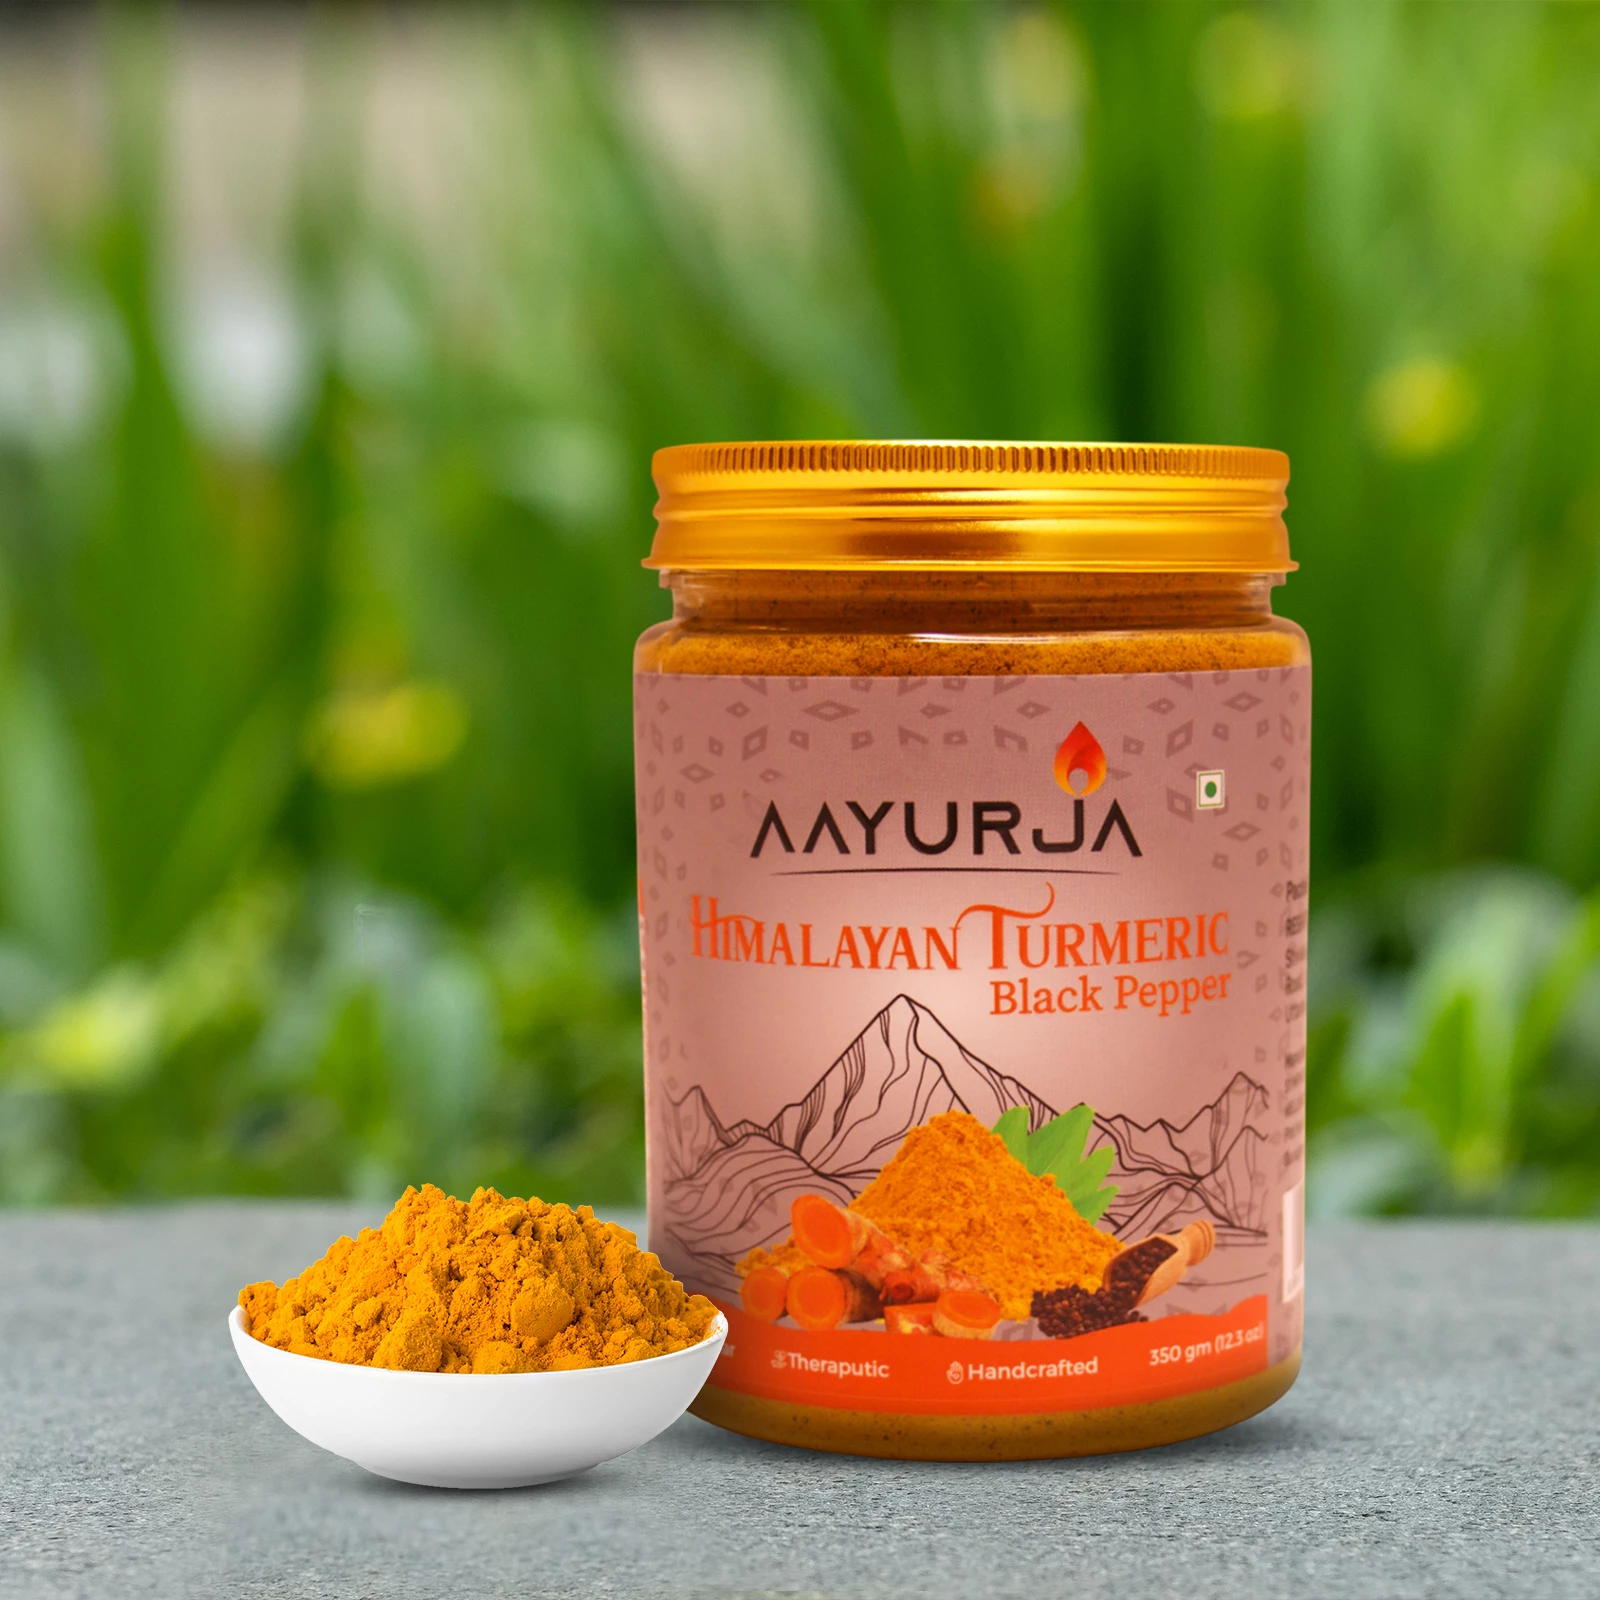 AAYURJA
HIMALAYAN TURMERIC
Black Pepper
Theraputic
Handcrafted
350 gm (12.3 oz)